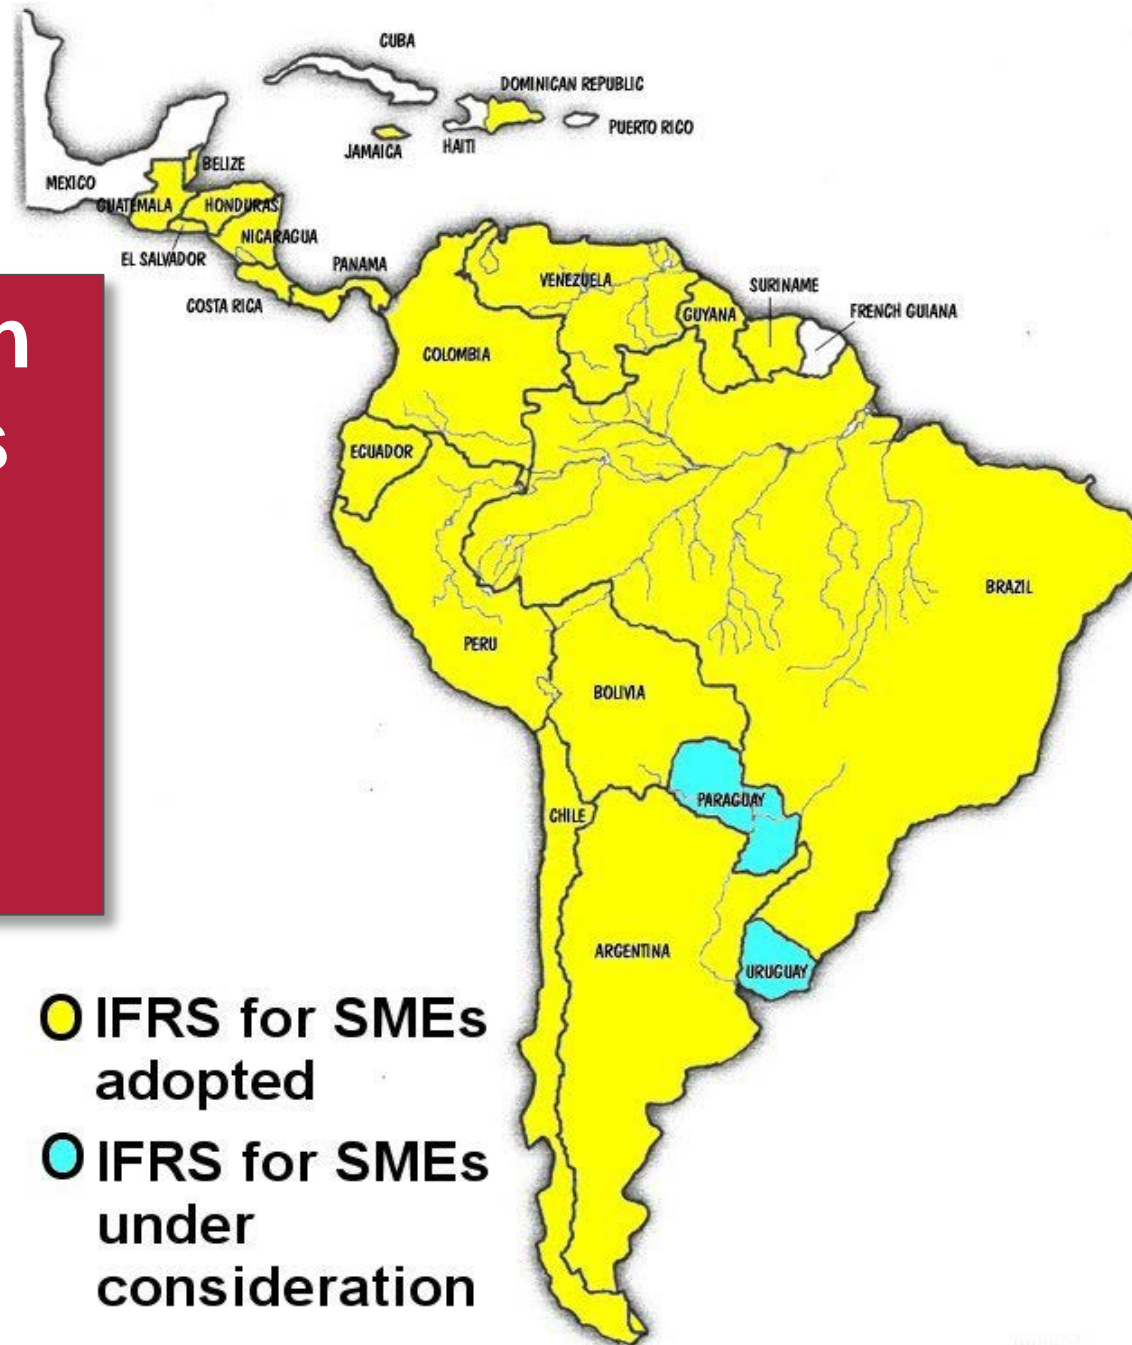 CUBA
DOMINICAN REPUBLIC
PUERTO RICO
JAMAICA
HAITI
MEXICO
BELIZE
GUATEMALA
HONDURAS
NICARAGUA
EL SALVADOR
PANAMA
COSTA RICA
VENEZUELA
SURINAME
GUYANA
FRENCH GUIANA
COLOMBIA
ECUADOR
BRAZIL
PERU
BOLIVIA
PARAGUAY
CHILE
ARGENTINA
URUGUAY
n
s
IFRS for SMEs
adopted
IFRS for SMEs
under
consideration